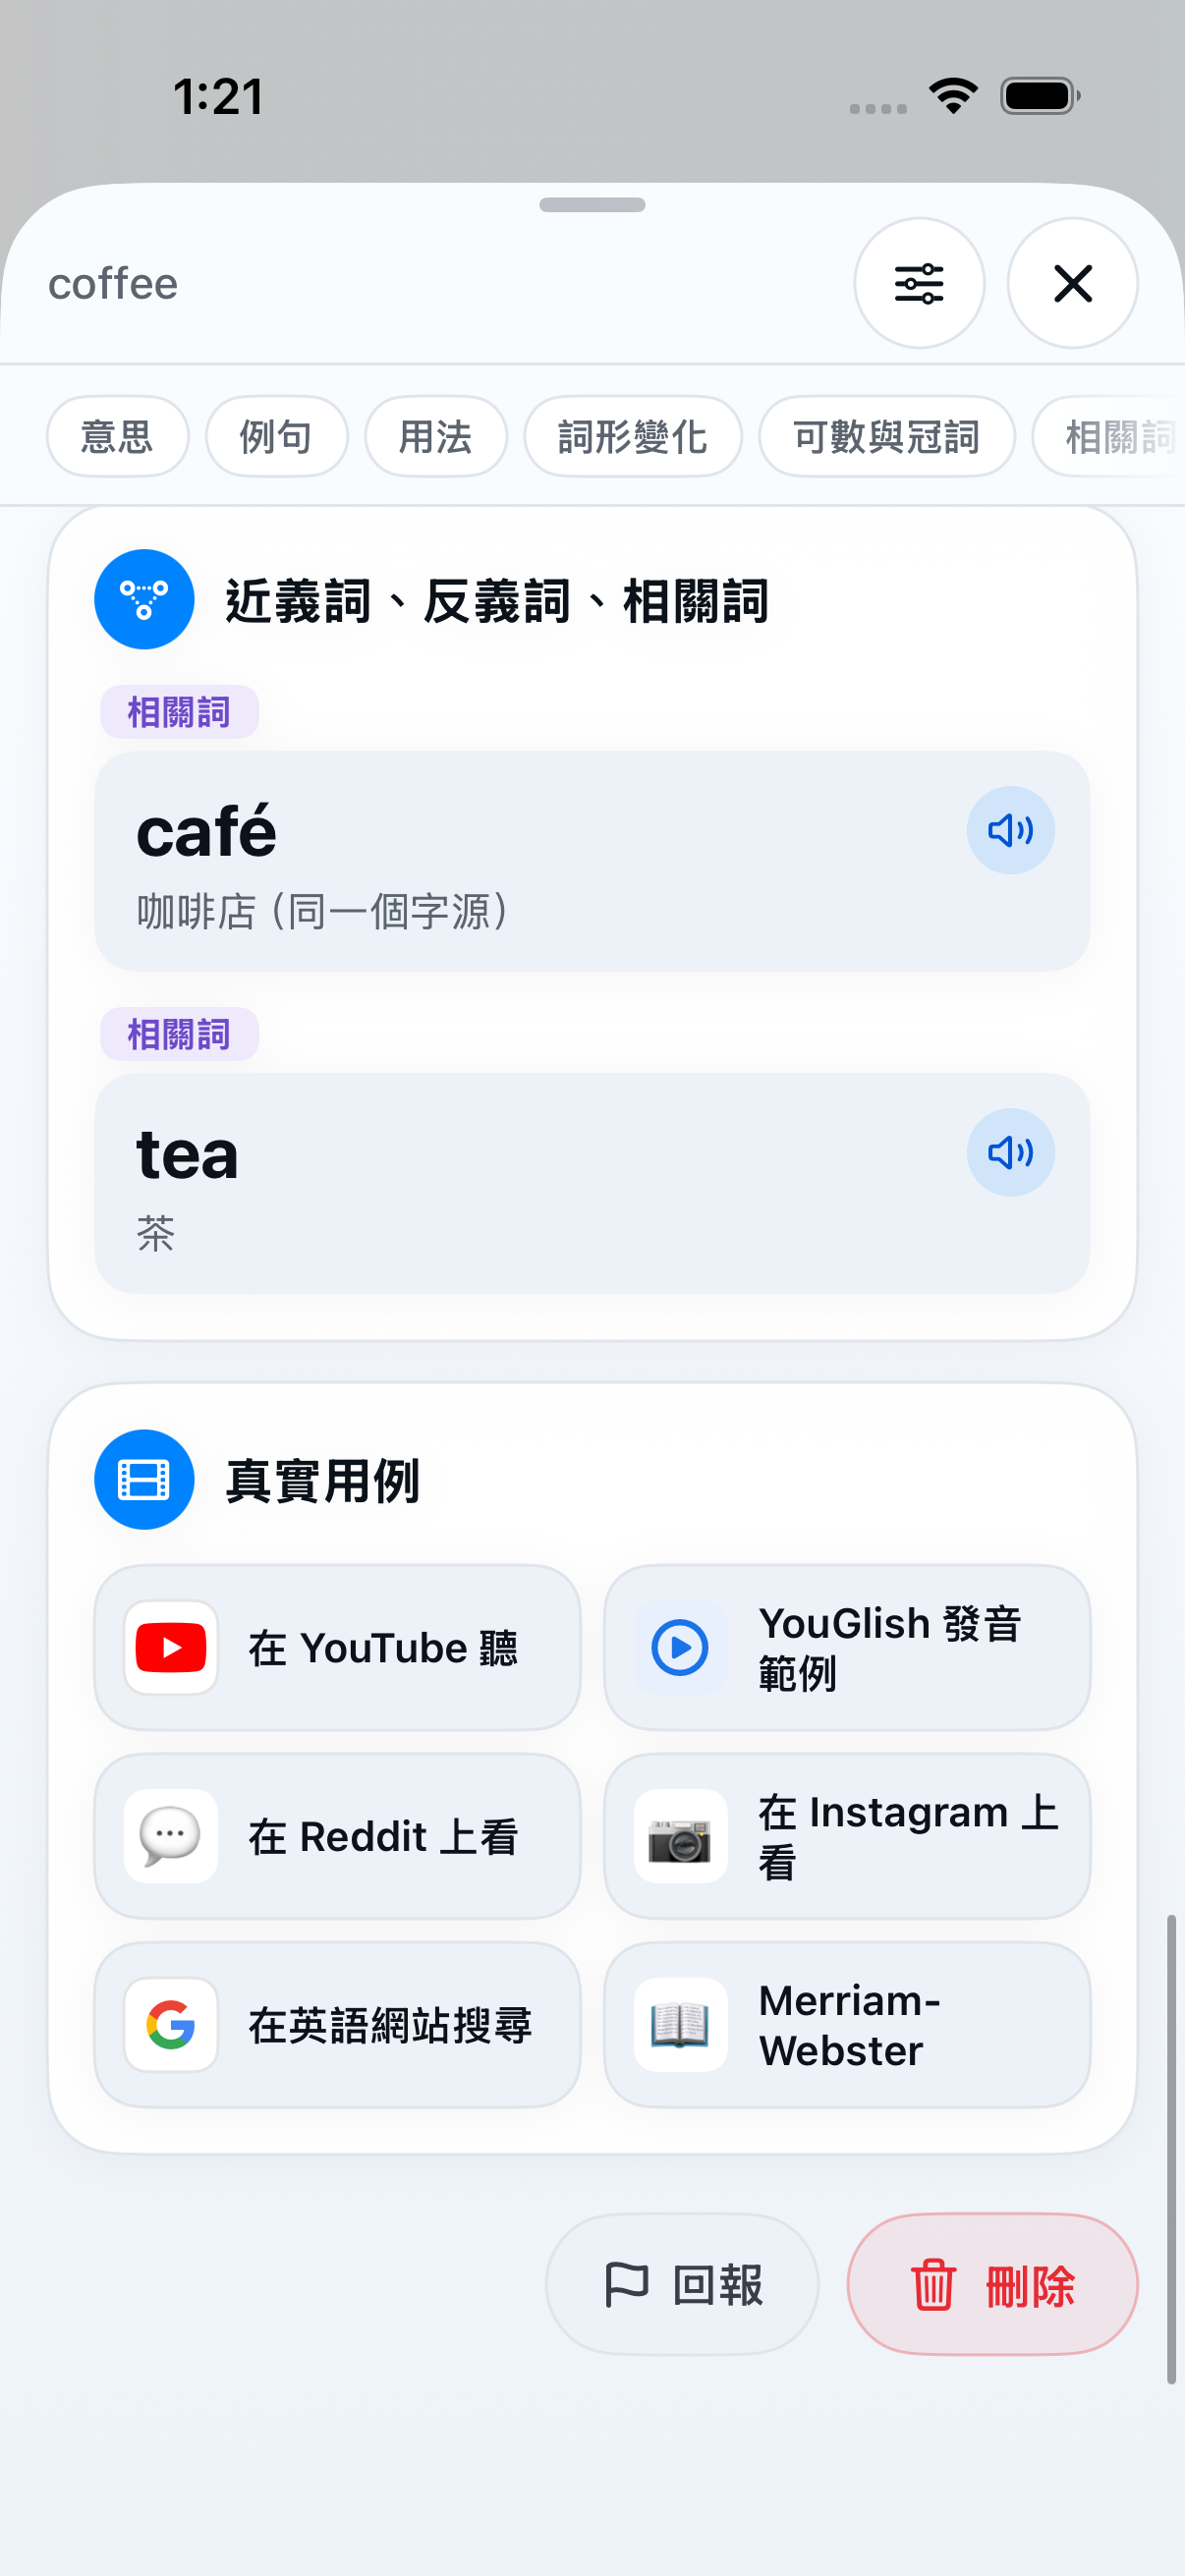 1:21
coffee
意思
例句
用法
詞形變化
可數與冠詞
相關詞
近義詞、反義詞、相關詞
相關詞
café
咖啡店 (同一個字源)
相關詞
tea
茶
真實用例
在 YouTube 聽
YouGlish 發音
範例
在 Reddit 上看
在 Instagram 上
看
在英語網站搜尋
Merriam-
Webster
回報
刪除